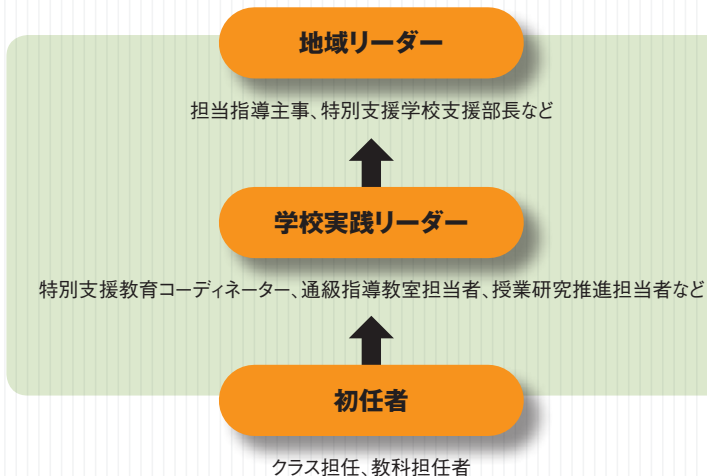 地域リーダー
担当指導主事、特別支援学校支援部長など
学校実践リーダー
特別支援教育コーディネーター、通級指導教室担当者、授業研究推進担当者など
初任者
クラス担任、教科担任者